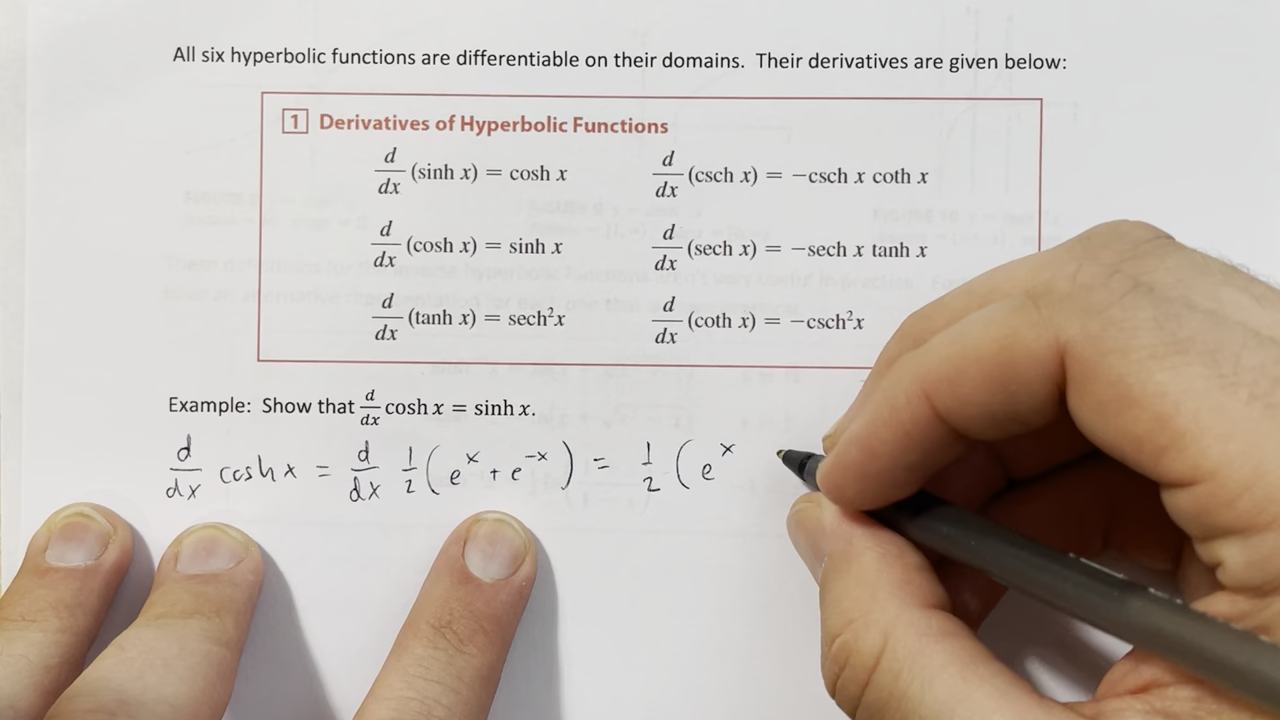 All six hyperbolic functions are differentiable on their domains. Their derivatives are given below:
1 Derivatives of Hyperbolic Functions
d/dx (sinh x) = cosh x d/dx (csch x) = −csch x coth x
d/dx (cosh x) = sinh x d/dx (sech x) = −sech x tanh x
d/dx (tanh x) = sech²x d/dx (coth x) = −csch²x
Example: Show that d/dx cosh x = sinh x.
d/dx cosh x = d/dx 1/2 (e^x + e^−x) = 1/2 (e^x